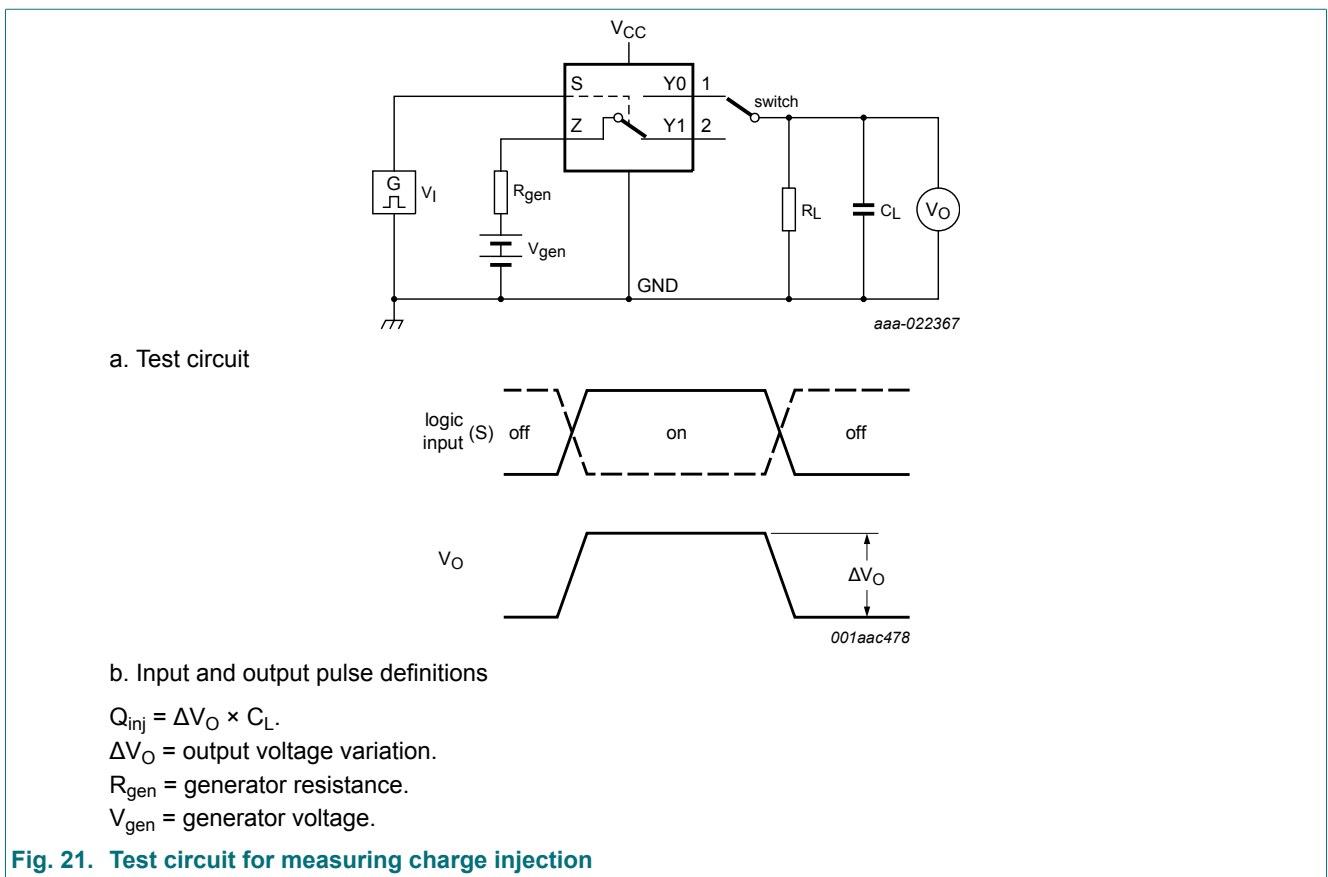 VCC
S
Y0
1
switch
Z
Y1
2
G
VI
Rgen
RL
CL
VO
Vgen
GND
aaa-022367
a. Test circuit
logic
input
(S)
off
on
off
VO
ΔVO
001aac478
b. Input and output pulse definitions
Qinj = ΔVO × CL.
ΔVO = output voltage variation.
Rgen = generator resistance.
Vgen = generator voltage.
Fig. 21. Test circuit for measuring charge injection